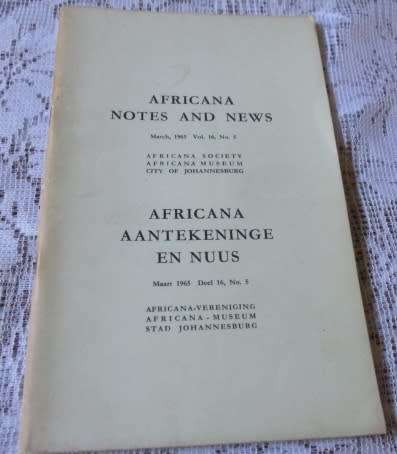 AFRICANA
NOTES AND NEWS
March, 1965 Vol. 16, No. 5
AFRICANA SOCIETY
AFRICANA MUSEUM
CITY OF JOHANNESBURG
AFRICANA
AANTEKENINGE
EN NUUS
Maart 1965 Deel 16, No. 5
AFRICANA-VERENIGING
AFRICANA - MUSEUM
STAD JOHANNESBURG